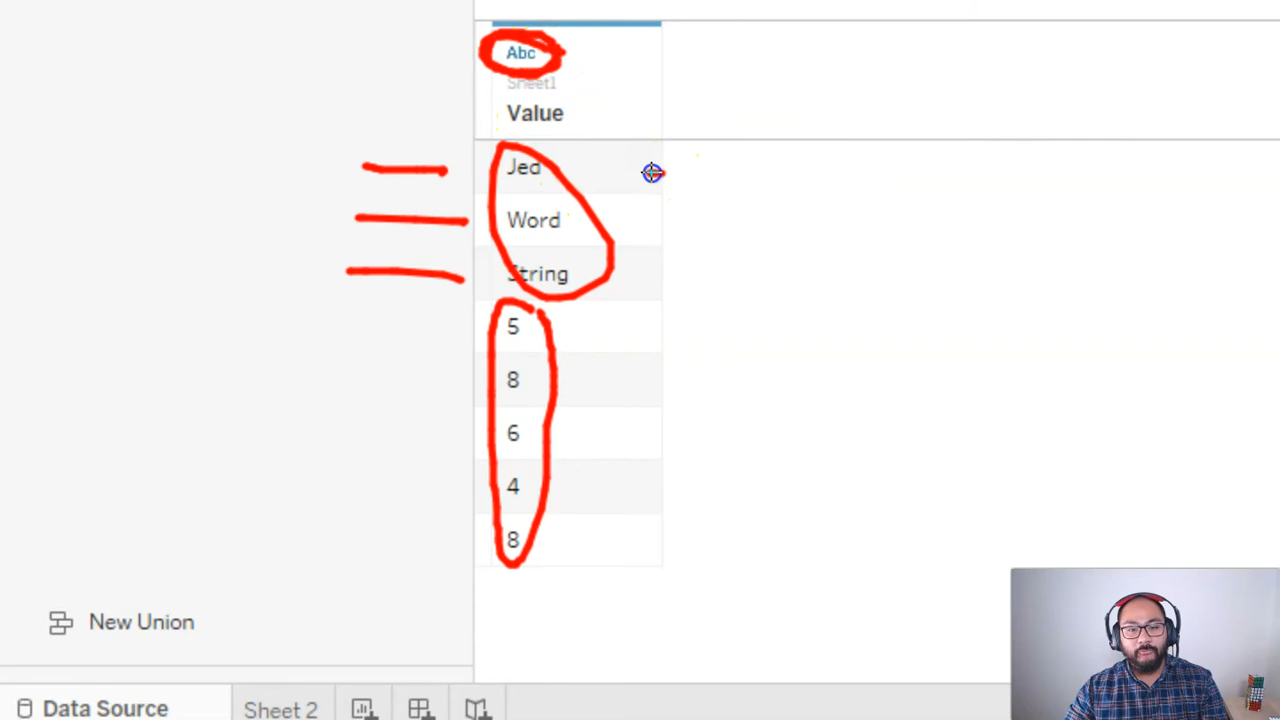 Abc
Sheet1
Value
Jed
Word
String
5
8
6
4
8
New Union
Data Source
Sheet 2